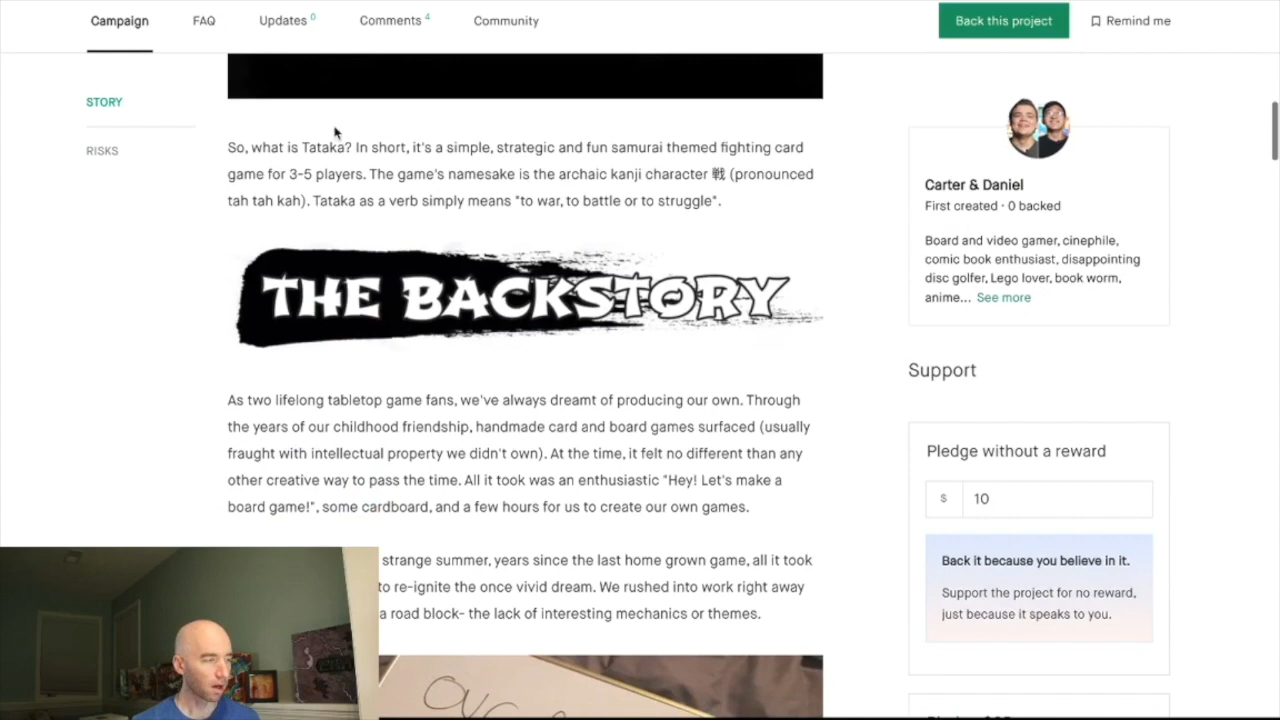 Campaign FAQ Updates 0 Comments 4 Community Back this project Remind me
STORY
RISKS
So, what is Tataka? In short, it's a simple, strategic and fun samurai themed fighting card
game for 3-5 players. The game's namesake is the archaic kanji character 戦 (pronounced
tah tah kah). Tataka as a verb simply means "to war, to battle or to struggle".
THE BACKSTORY
As two lifelong tabletop game fans, we've always dreamt of producing our own. Through
the years of our childhood friendship, handmade card and board games surfaced (usually
fraught with intellectual property we didn't own). At the time, it felt no different than any
other creative way to pass the time. All it took was an enthusiastic "Hey! Let's make a
board game!", some cardboard, and a few hours for us to create our own games.
strange summer, years since the last home grown game, all it took
to re-ignite the once vivid dream. We rushed into work right away
a road block- the lack of interesting mechanics or themes.
Carter & Daniel
First created · 0 backed
Board and video gamer, cinephile,
comic book enthusiast, disappointing
disc golfer, Lego lover, book worm,
anime... See more
Support
Pledge without a reward
$ 10
Back it because you believe in it.
Support the project for no reward,
just because it speaks to you.